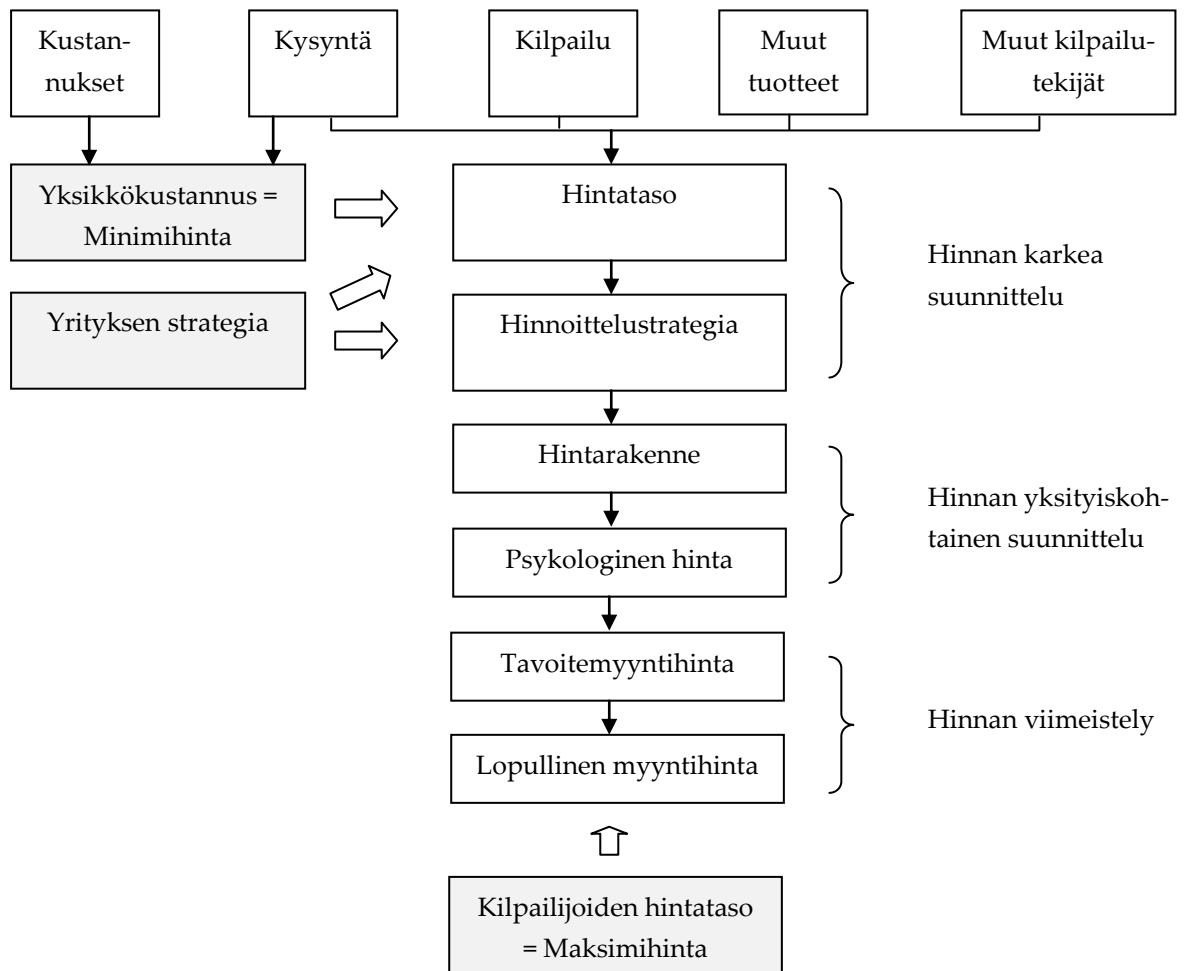 Kustan-
nukset
Kysyntä
Kilpailu
Muut
tuotteet
Muut kilpailu-
tekijät
Yksikkökustannus =
Minimihinta
Hintataso
Hinnan karkea
suunnittelu
Yrityksen strategia
Hinnoittelustrategia
Hintarakenne
Hinnan yksityiskoh-
tainen suunnittelu
Psykologinen hinta
Tavoitemyyntihinta
Hinnan viimeistely
Lopullinen myyntihinta
Kilpailijoiden hintataso
= Maksimihinta